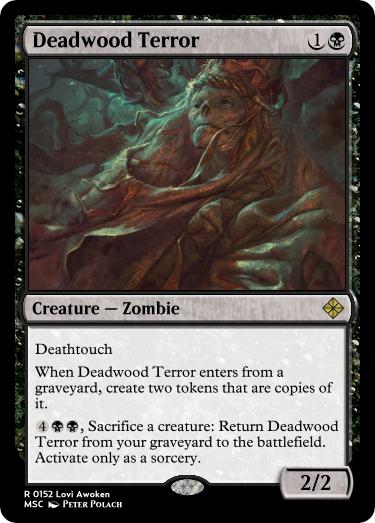 Deadwood Terror 1
Creature — Zombie
Deathtouch
When Deadwood Terror enters from a
graveyard, create two tokens that are copies of
it.
4, Sacrifice a creature: Return Deadwood
Terror from your graveyard to the battlefield.
Activate only as a sorcery.
2/2
R 0152 Lovi Awoken
MSC PETER POLACH